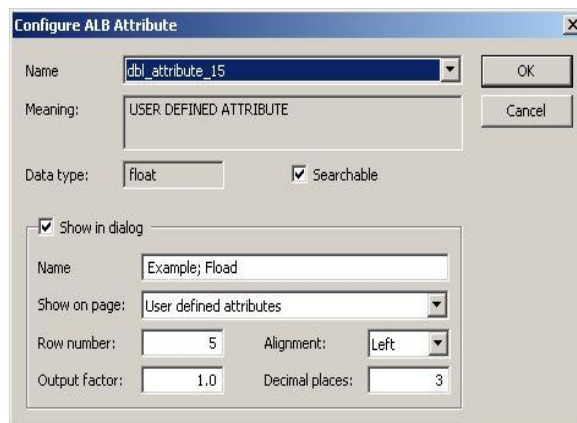 Configure ALB Attribute
Name dbl_attribute_15 OK
Meaning: USER DEFINED ATTRIBUTE Cancel
Data type: float Searchable
Show in dialog
Name Example; Fload
Show on page: User defined attributes
Row number: 5 Alignment: Left
Output factor: 1.0 Decimal places: 3